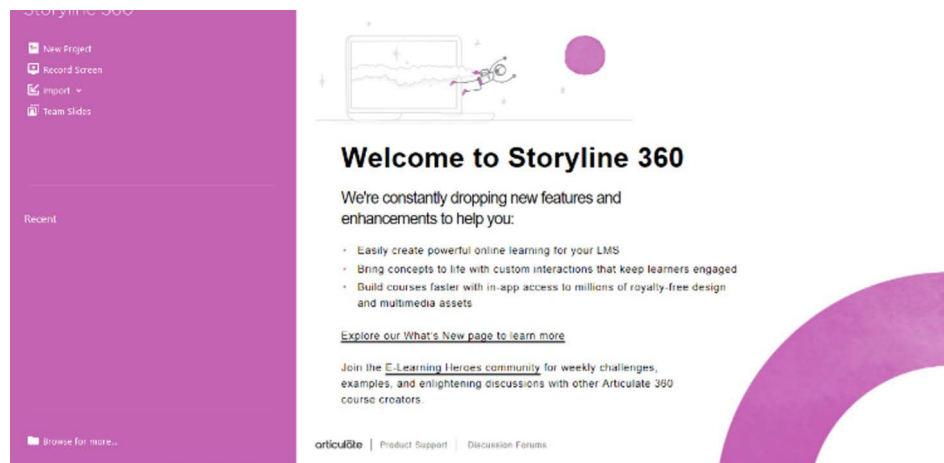 Storyline 360
New Project
Record Screen
Import
Team Slides
Recent
Browse for more...
Welcome to Storyline 360
We're constantly dropping new features and
enhancements to help you:
• Easily create powerful online learning for your LMS
• Bring concepts to life with custom interactions that keep learners engaged
• Build courses faster with in-app access to millions of royalty-free design
and multimedia assets
Explore our What's New page to learn more
Join the E-Learning Heroes community for weekly challenges,
examples, and enlightening discussions with other Articulate 360
course creators.
articulate | Product Support | Discussion Forums